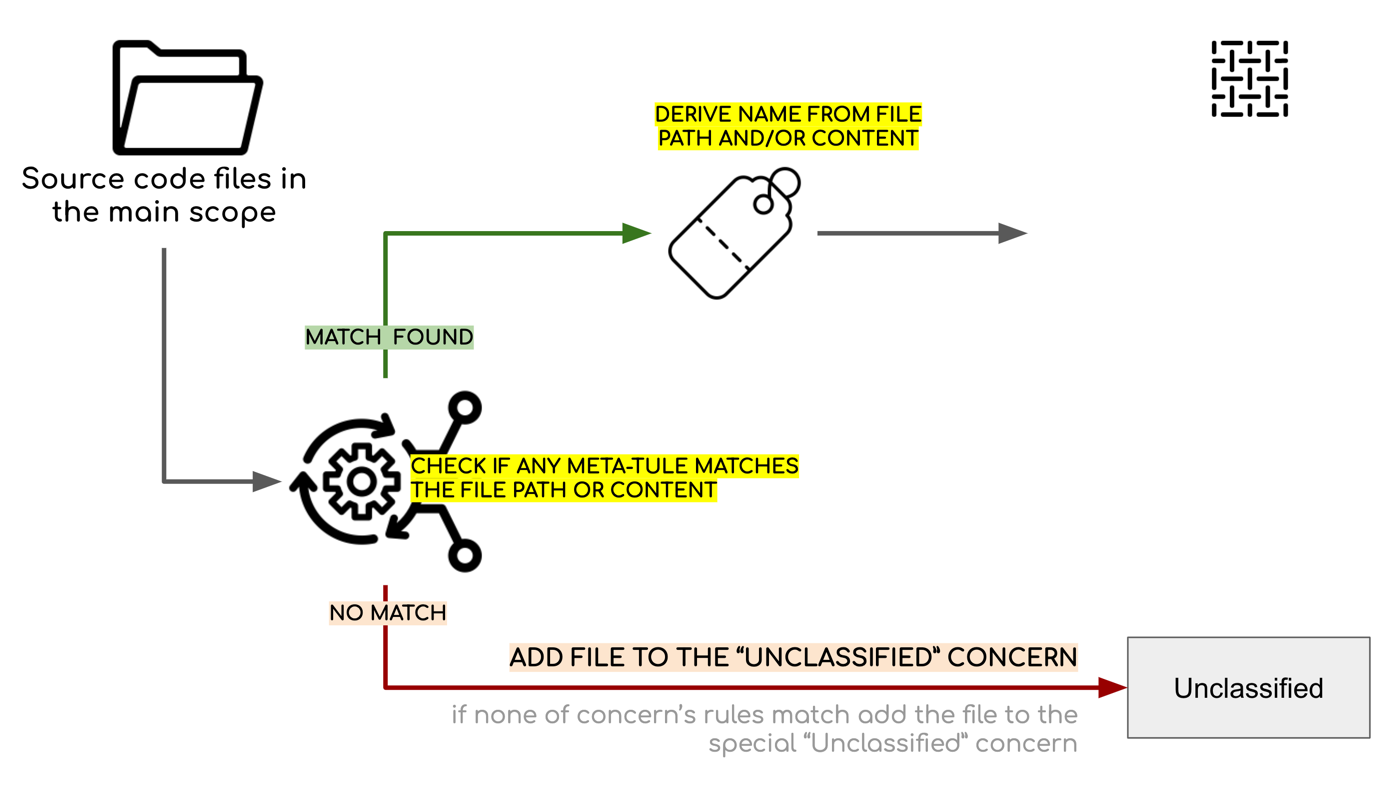 Source code files in
the main scope
DERIVE NAME FROM FILE
PATH AND/OR CONTENT
MATCH FOUND
CHECK IF ANY META-TULE MATCHES
THE FILE PATH OR CONTENT
NO MATCH
ADD FILE TO THE “UNCLASSIFIED” CONCERN
if none of concern’s rules match add the file to the
special “Unclassified” concern
Unclassified